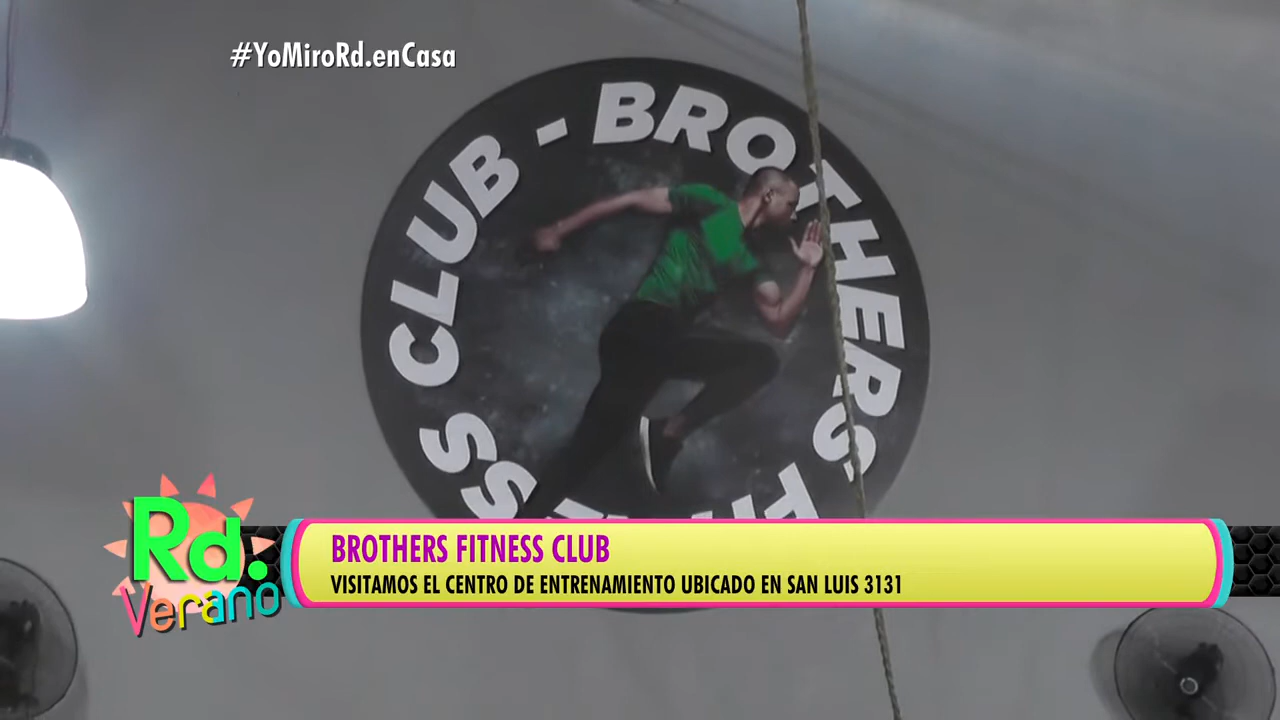 #YoMiroRd.enCasa
CLUB - BROTHERS FITNESS
Rd.
Verano
BROTHERS FITNESS CLUB
VISITAMOS EL CENTRO DE ENTRENAMIENTO UBICADO EN SAN LUIS 3131